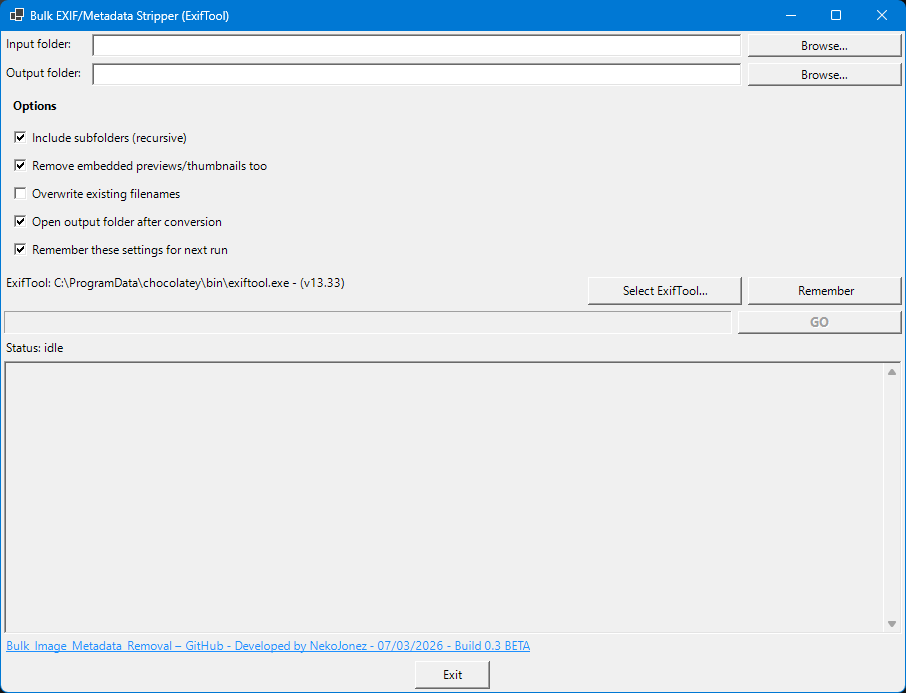 Bulk EXIF/Metadata Stripper (ExifTool)
Input folder:
Browse...
Output folder:
Browse...
Options
Include subfolders (recursive)
Remove embedded previews/thumbnails too
Overwrite existing filenames
Open output folder after conversion
Remember these settings for next run
ExifTool: C:\ProgramData\chocolatey\bin\exiftool.exe - (v13.33)
Select ExifTool...
Remember
GO
Status: idle
Bulk_Image_Metadata_Removal – GitHub - Developed by NekoJonez - 07/03/2026 - Build 0.3 BETA
Exit